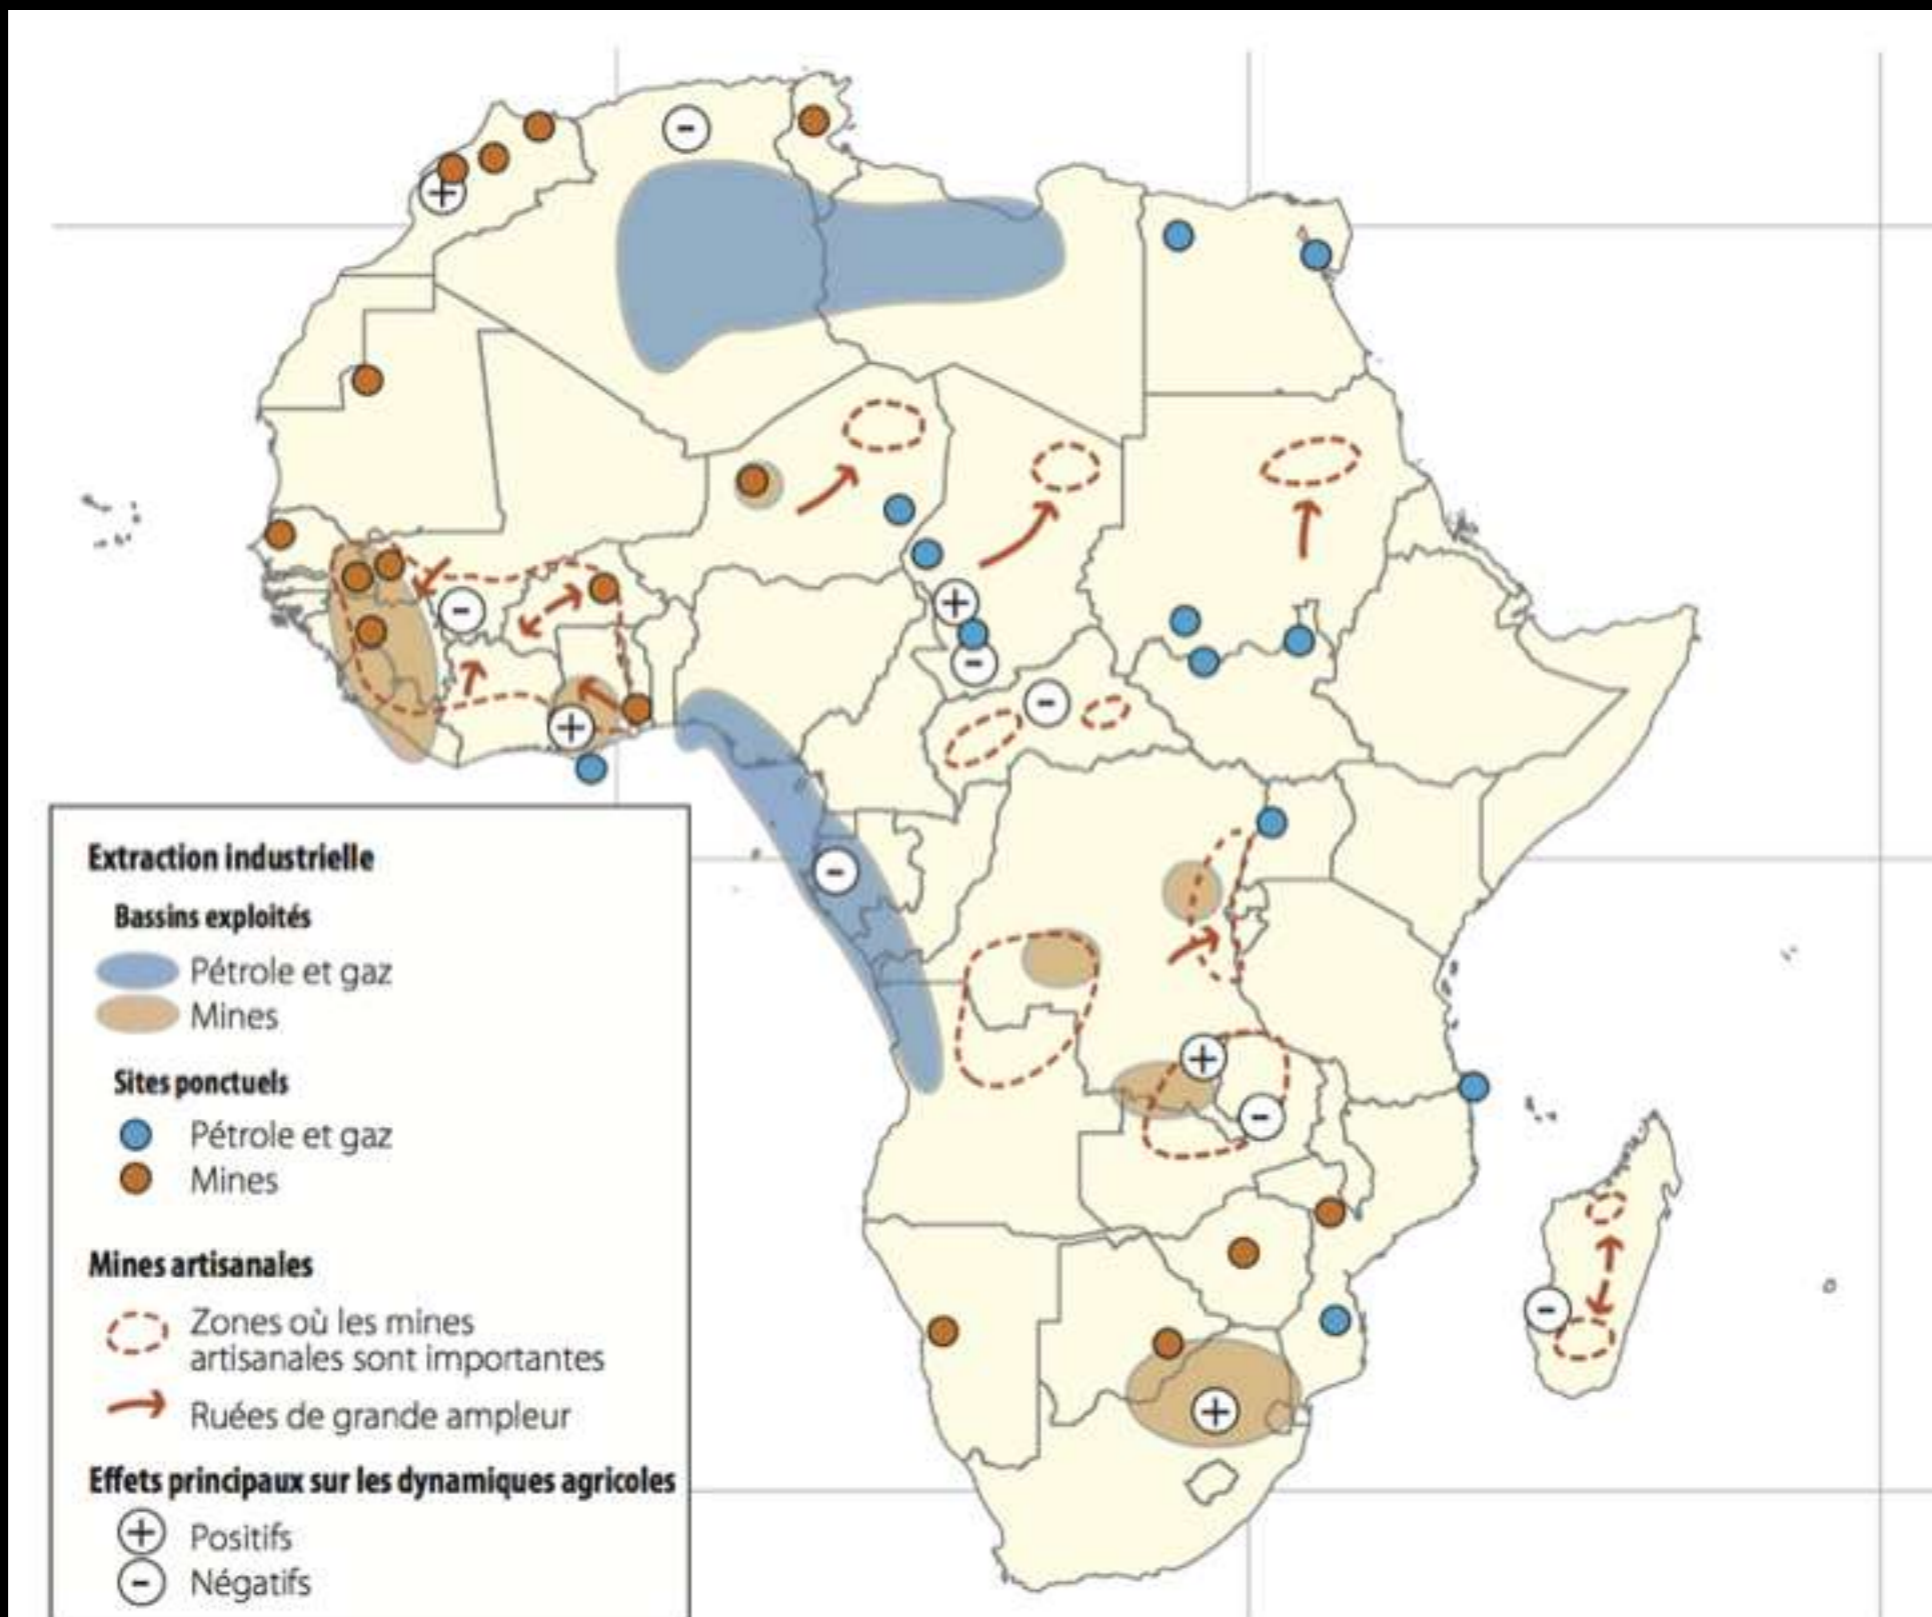 Extraction industrielle
Bassins exploités
Pétrole et gaz
Mines
Sites ponctuels
Pétrole et gaz
Mines
Mines artisanales
Zones où les mines
artisanales sont importantes
Ruées de grande ampleur
Effets principaux sur les dynamiques agricoles
Positifs
Négatifs